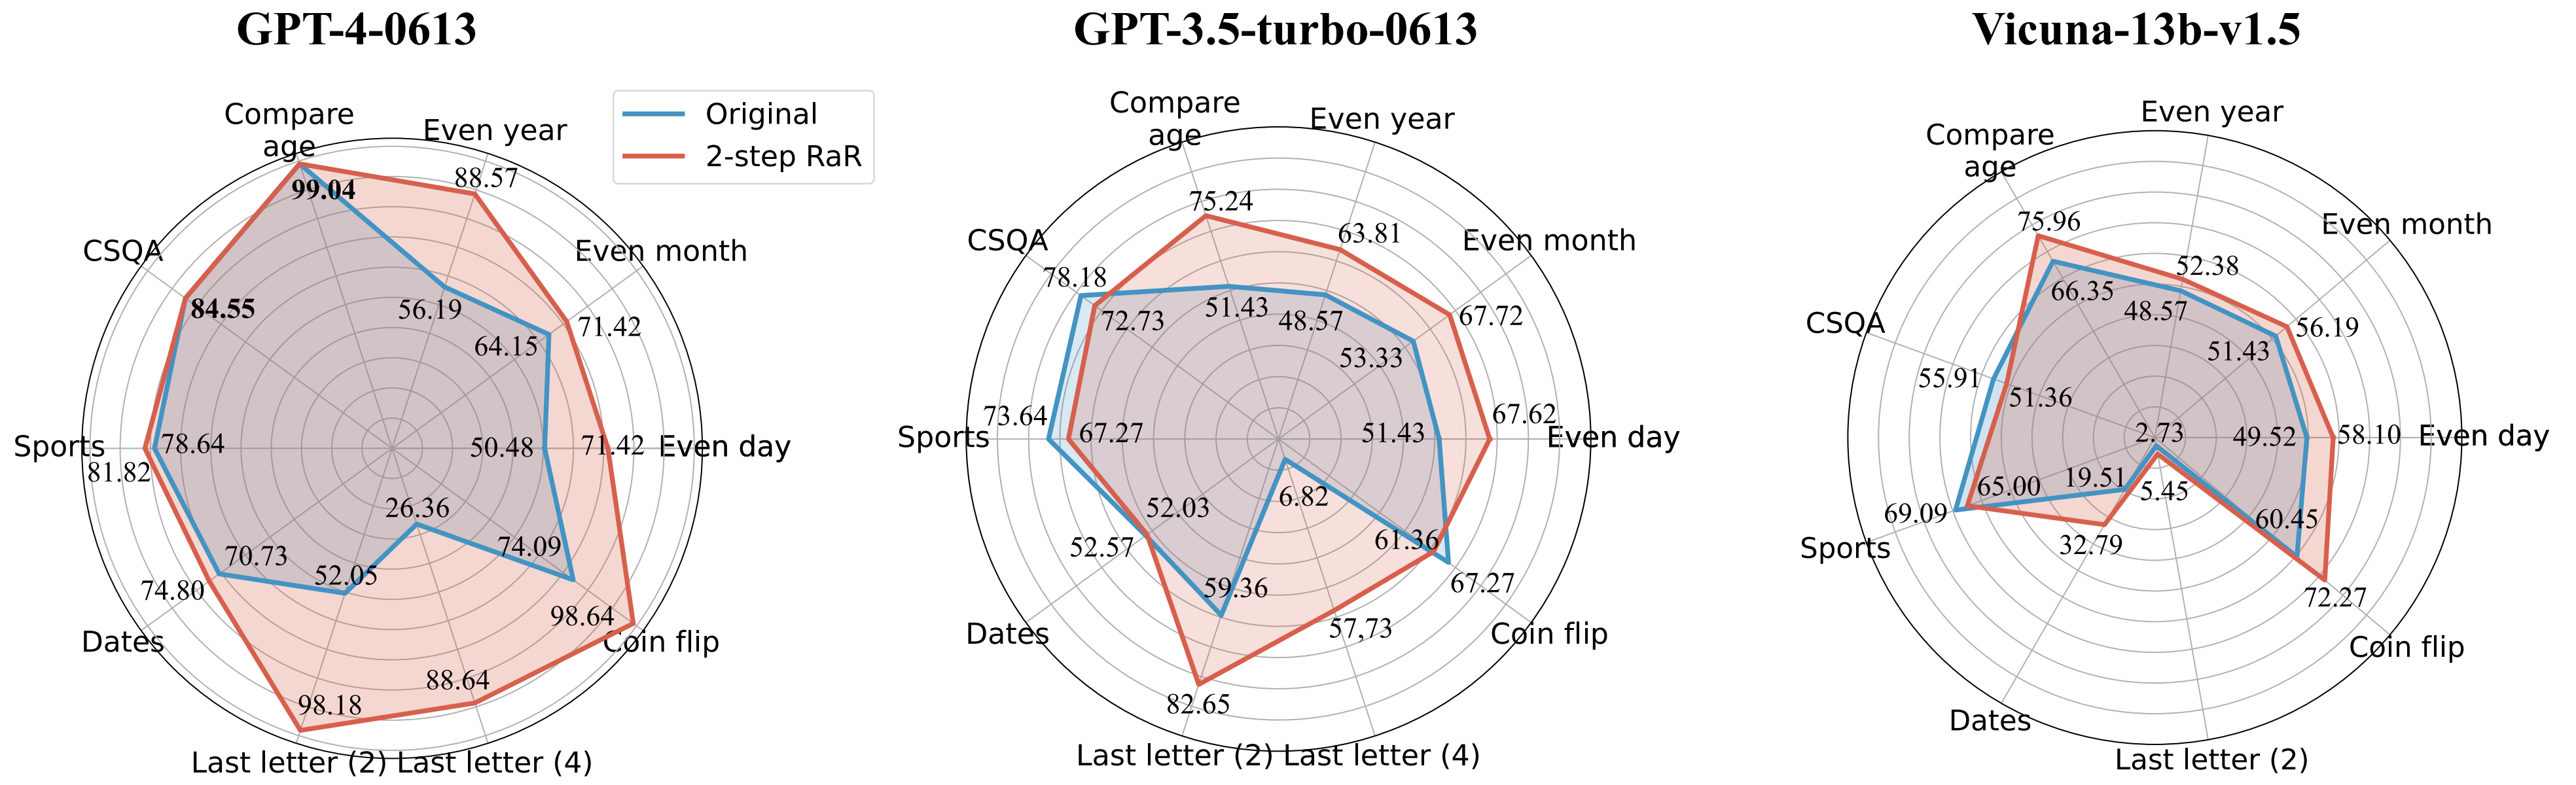 GPT-4-0613
Compare
age
Even year
Original
2-step RaR
99.04
88.57
CSQA
Even month
84.55
56.19
71.42
64.15
Sports
78.64
50.48
71.42
Even day
81.82
26.36
70.73
74.09
74.80
52.05
98.64
Dates
Coin flip
98.18
88.64
Last letter (2)
Last letter (4)
GPT-3.5-turbo-0613
Compare
age
Even year
75.24
63.81
CSQA
Even month
78.18
72.73
51.43
48.57
67.72
53.33
Sports
73.64
67.27
51.43
67.62
Even day
52.03
6.82
52.57
61.36
59.36
67.27
Dates
57,73
Coin flip
82.65
Last letter (2)
Last letter (4)
Vicuna-13b-v1.5
Compare
age
Even year
75.96
52.38
Even month
66.35
48.57
CSQA
56.19
51.43
55.91
51.36
2.73
49.52
58.10
Even day
69.09
65.00
19.51
5.45
60.45
Sports
32.79
72.27
Coin flip
Dates
Last letter (2)